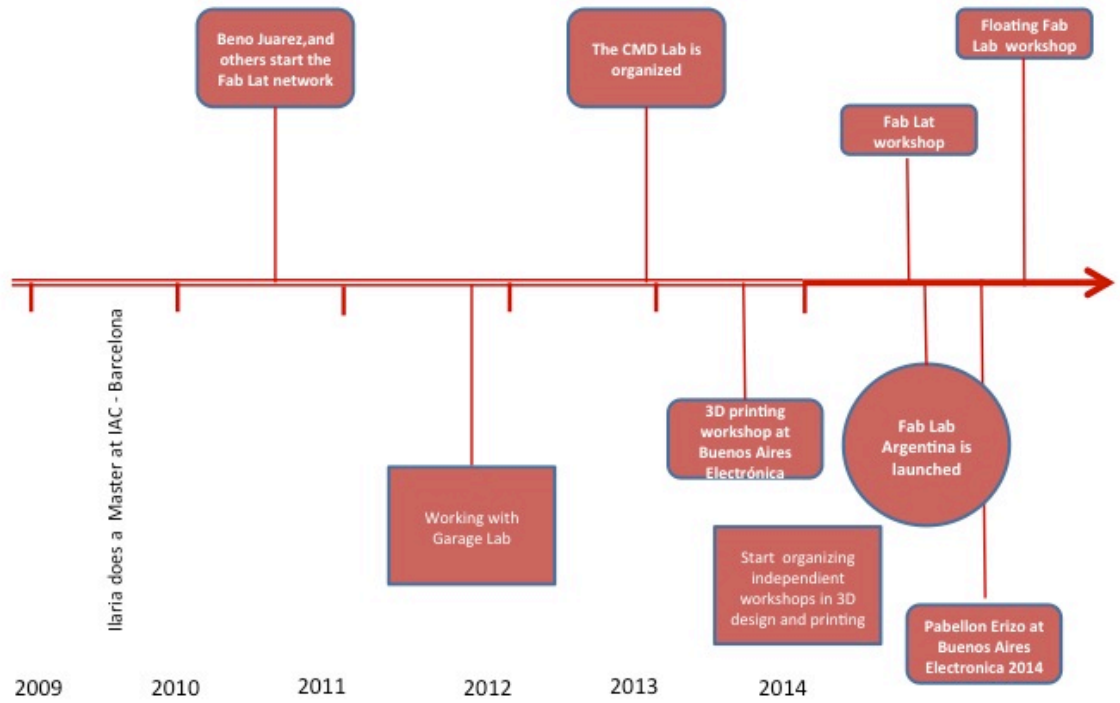 Beno Juarez,and
others start the
Fab Lat network
The CMD Lab is
organized
Floating Fab
Lab workshop
Fab Lat
workshop
Ilaria does a Master at IAC - Barcelona
Working with
Garage Lab
3D printing
workshop at
Buenos Aires
Electrónica
Fab Lab
Argentina is
launched
Start organizing
independent
workshops in 3D
design and printing
Pabellon Erizo at
Buenos Aires
Electronica 2014
2009
2010
2011
2012
2013
2014